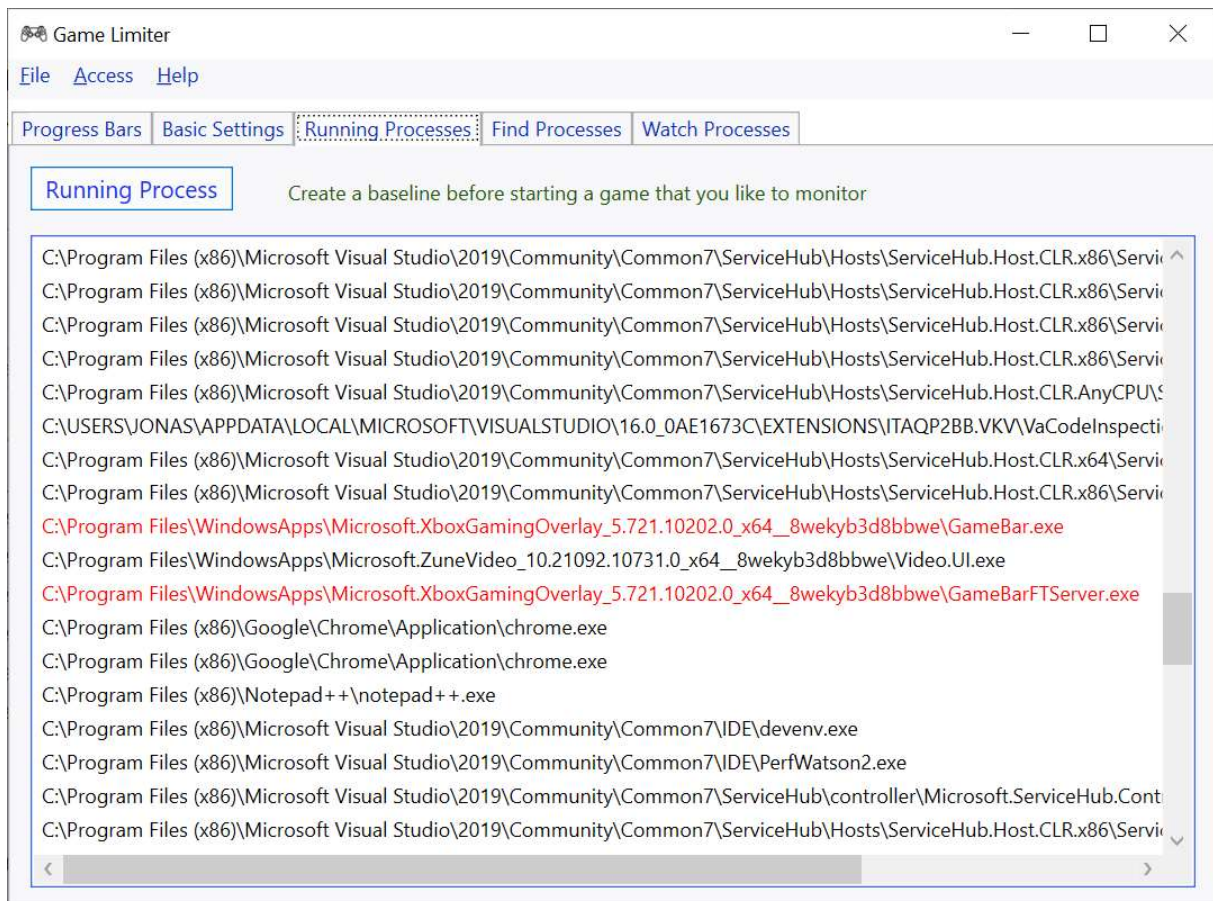 Game Limiter
File Access Help
Progress Bars Basic Settings Running Processes Find Processes Watch Processes
Running Process Create a baseline before starting a game that you like to monitor
C:\Program Files (x86)\Microsoft Visual Studio\2019\Community\Common7\ServiceHub\Hosts\ServiceHub.Host.CLR.x86\Servic
C:\Program Files (x86)\Microsoft Visual Studio\2019\Community\Common7\ServiceHub\Hosts\ServiceHub.Host.CLR.x86\Servic
C:\Program Files (x86)\Microsoft Visual Studio\2019\Community\Common7\ServiceHub\Hosts\ServiceHub.Host.CLR.x86\Servic
C:\Program Files (x86)\Microsoft Visual Studio\2019\Community\Common7\ServiceHub\Hosts\ServiceHub.Host.CLR.x86\Servic
C:\Program Files (x86)\Microsoft Visual Studio\2019\Community\Common7\ServiceHub\Hosts\ServiceHub.Host.CLR.AnyCPU\S
C:\USERS\JONAS\APPDATA\LOCAL\MICROSOFT\VISUALSTUDIO\16.0_0AE1673C\EXTENSIONS\ITAQP2BB.VKV\VaCodeInspecti
C:\Program Files (x86)\Microsoft Visual Studio\2019\Community\Common7\ServiceHub\Hosts\ServiceHub.Host.CLR.x64\Servic
C:\Program Files (x86)\Microsoft Visual Studio\2019\Community\Common7\ServiceHub\Hosts\ServiceHub.Host.CLR.x86\Servic
C:\Program Files\WindowsApps\Microsoft.XboxGamingOverlay_5.721.10202.0_x64__8wekyb3d8bbwe\GameBar.exe
C:\Program Files\WindowsApps\Microsoft.ZuneVideo_10.21092.10731.0_x64__8wekyb3d8bbwe\Video.UI.exe
C:\Program Files\WindowsApps\Microsoft.XboxGamingOverlay_5.721.10202.0_x64__8wekyb3d8bbwe\GameBarFTServer.exe
C:\Program Files (x86)\Google\Chrome\Application\chrome.exe
C:\Program Files (x86)\Google\Chrome\Application\chrome.exe
C:\Program Files (x86)\Notepad++\notepad++.exe
C:\Program Files (x86)\Microsoft Visual Studio\2019\Community\Common7\IDE\devenv.exe
C:\Program Files (x86)\Microsoft Visual Studio\2019\Community\Common7\IDE\PerfWatson2.exe
C:\Program Files (x86)\Microsoft Visual Studio\2019\Community\Common7\ServiceHub\controller\Microsoft.ServiceHub.Cont
C:\Program Files (x86)\Microsoft Visual Studio\2019\Community\Common7\ServiceHub\Hosts\ServiceHub.Host.CLR.x86\Servic